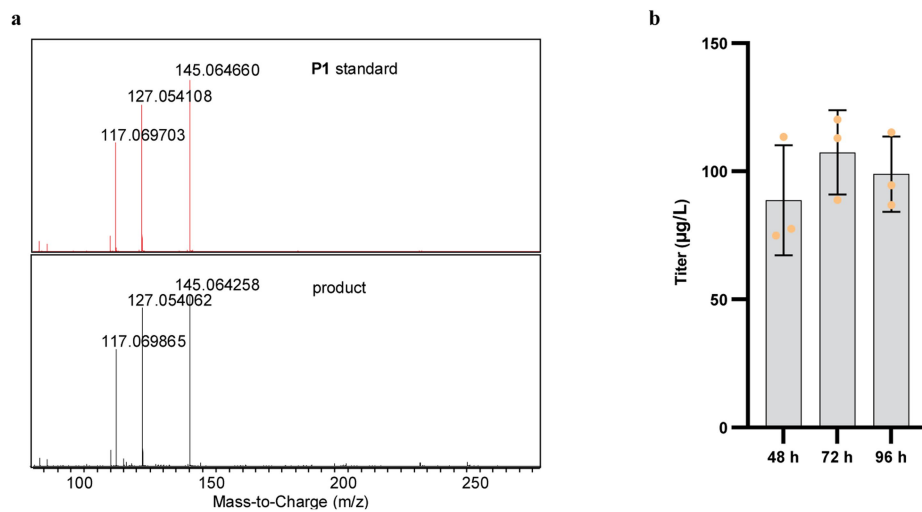 a
145.064660
P1 standard
127.054108
117.069703
145.064258
product
127.054062
117.069865
100 150 200 250
Mass-to-Charge (m/z)
b
150
100
50
0
Titer (μg/L)
48 h 72 h 96 h